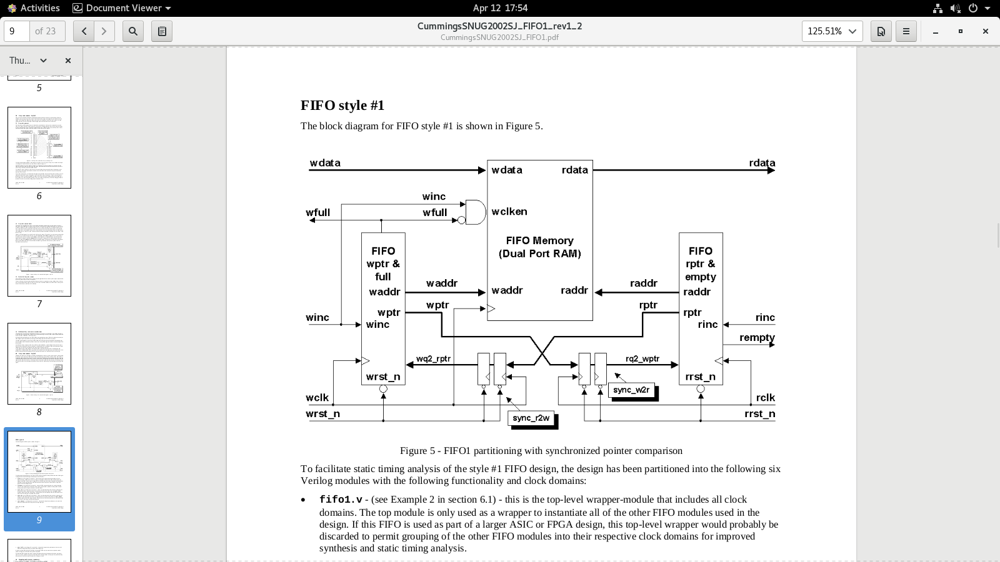 Activities Document Viewer Apr 12 17:54
9 of 23 CummingsSNUG2002SJ_FIFO1_rev1_2 125.51%
CummingsSNUG2002SJ_FIFO1.pdf
Thu...
5
6
7
8
9
FIFO style #1
The block diagram for FIFO style #1 is shown in Figure 5.
wdata wdata rdata rdata
winc
wfull wfull wclken
FIFO Memory
(Dual Port RAM)
FIFO
wptr &
full
FIFO
rptr &
empty
waddr waddr waddr raddr raddr raddr
wptr wptr rptr rptr
winc winc rinc rinc
rempty
wq2_rptr rq2_wptr
wrst_n rrst_n
sync_w2r
wclk rclk
wrst_n sync_r2w rrst_n
Figure 5 - FIFO1 partitioning with synchronized pointer comparison
To facilitate static timing analysis of the style #1 FIFO design, the design has been partitioned into the following six
Verilog modules with the following functionality and clock domains:
• fifo1.v - (see Example 2 in section 6.1) - this is the top-level wrapper-module that includes all clock
domains. The top module is only used as a wrapper to instantiate all of the other FIFO modules used in the
design. If this FIFO is used as part of a larger ASIC or FPGA design, this top-level wrapper would probably be
discarded to permit grouping of the other FIFO modules into their respective clock domains for improved
synthesis and static timing analysis.